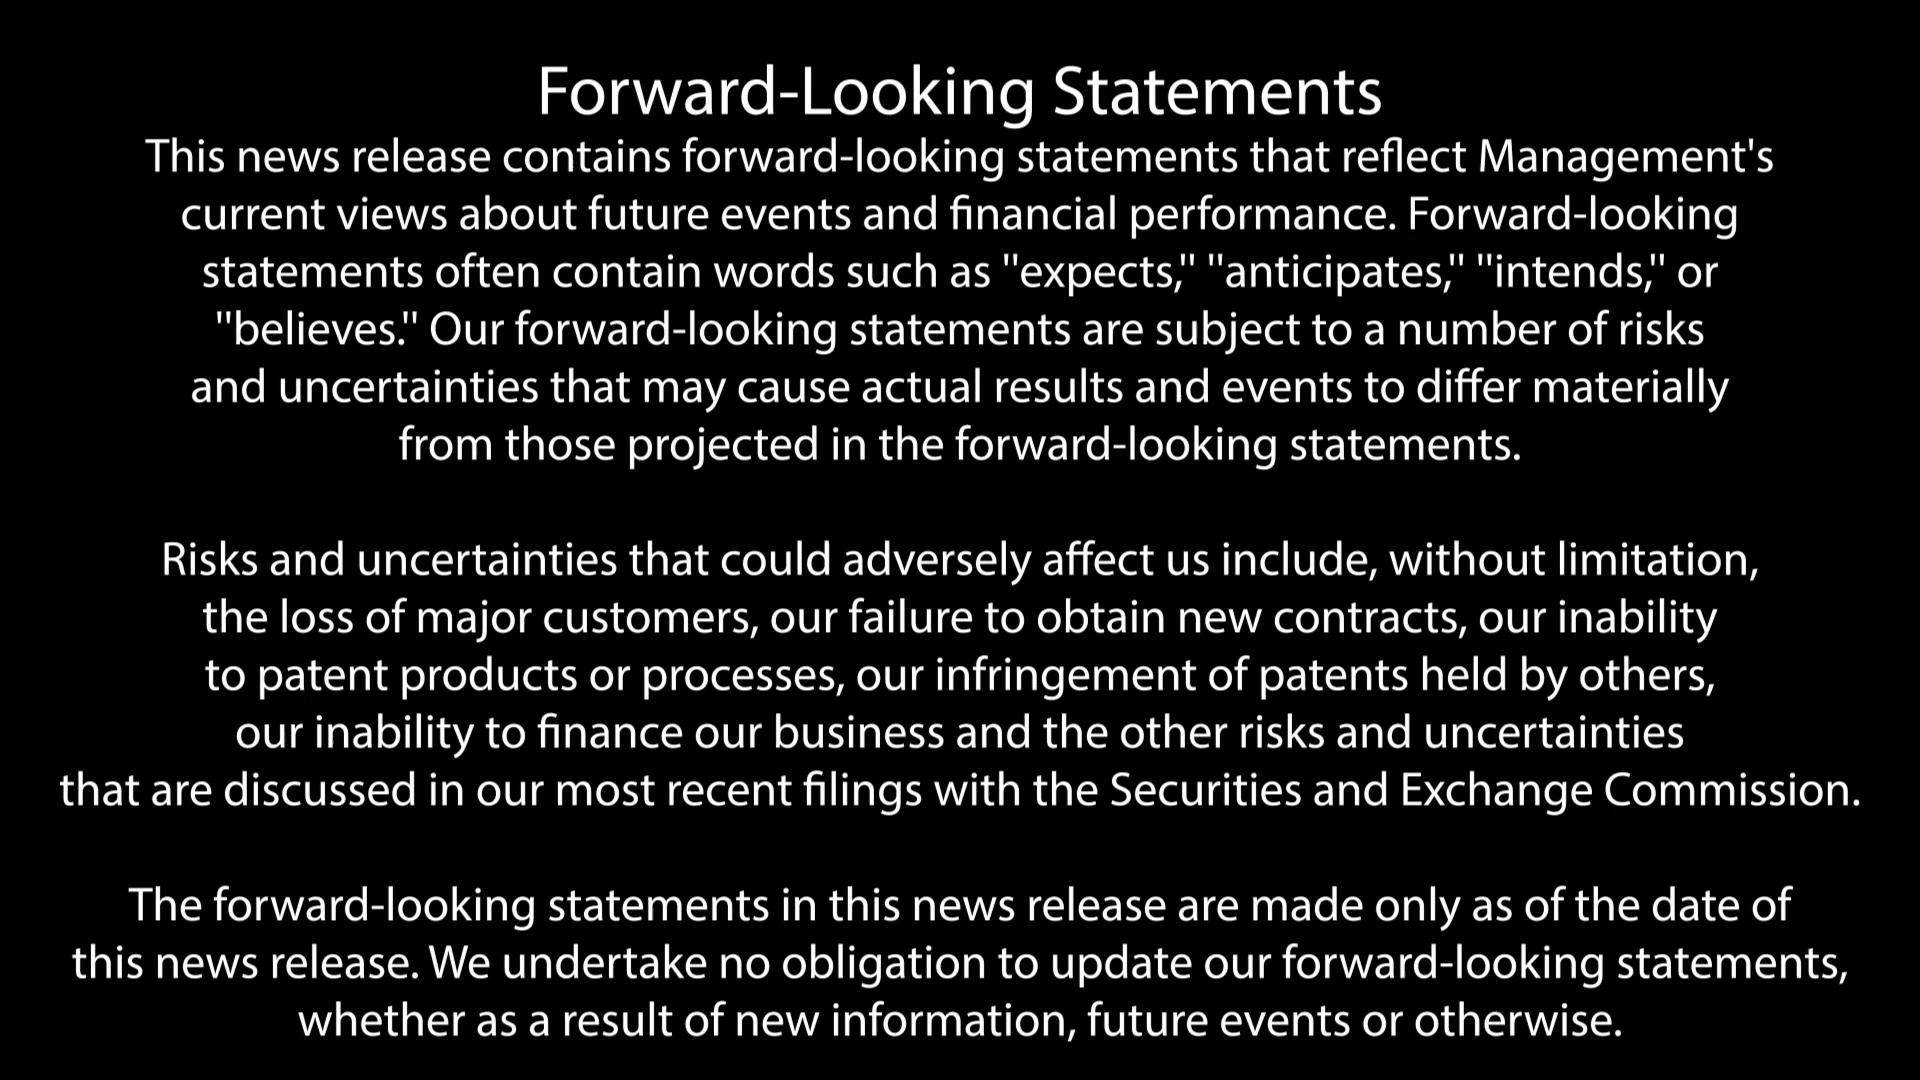 Forward-Looking Statements
This news release contains forward-looking statements that reflect Management's
current views about future events and financial performance. Forward-looking
statements often contain words such as "expects," "anticipates," "intends," or
"believes." Our forward-looking statements are subject to a number of risks
and uncertainties that may cause actual results and events to differ materially
from those projected in the forward-looking statements.
Risks and uncertainties that could adversely affect us include, without limitation,
the loss of major customers, our failure to obtain new contracts, our inability
to patent products or processes, our infringement of patents held by others,
our inability to finance our business and the other risks and uncertainties
that are discussed in our most recent filings with the Securities and Exchange Commission.
The forward-looking statements in this news release are made only as of the date of
this news release. We undertake no obligation to update our forward-looking statements,
whether as a result of new information, future events or otherwise.